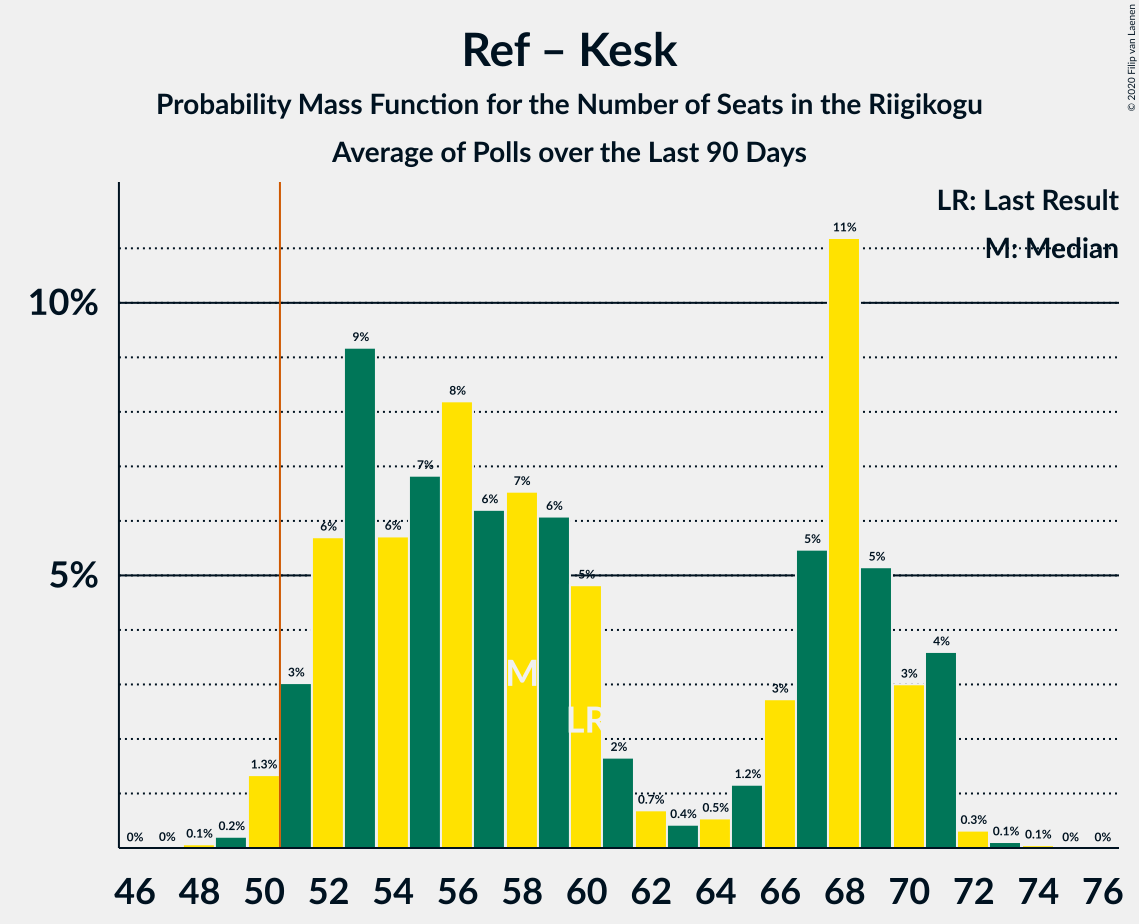 Ref – Kesk
Probability Mass Function for the Number of Seats in the Riigikogu
Average of Polls over the Last 90 Days
© 2020 Filip van Laenen
LR: Last Result
M: Median
10%
5%
0% 0% 0.1% 0.2% 1.3% 3% 6% 9% 6% 7% 8% 6% 7% 6% 5% 2% 0.7% 0.4% 0.5% 1.2% 3% 5% 11% 5% 3% 4% 0.3% 0.1% 0.1% 0% 0%
M
LR
46 48 50 52 54 56 58 60 62 64 66 68 70 72 74 76